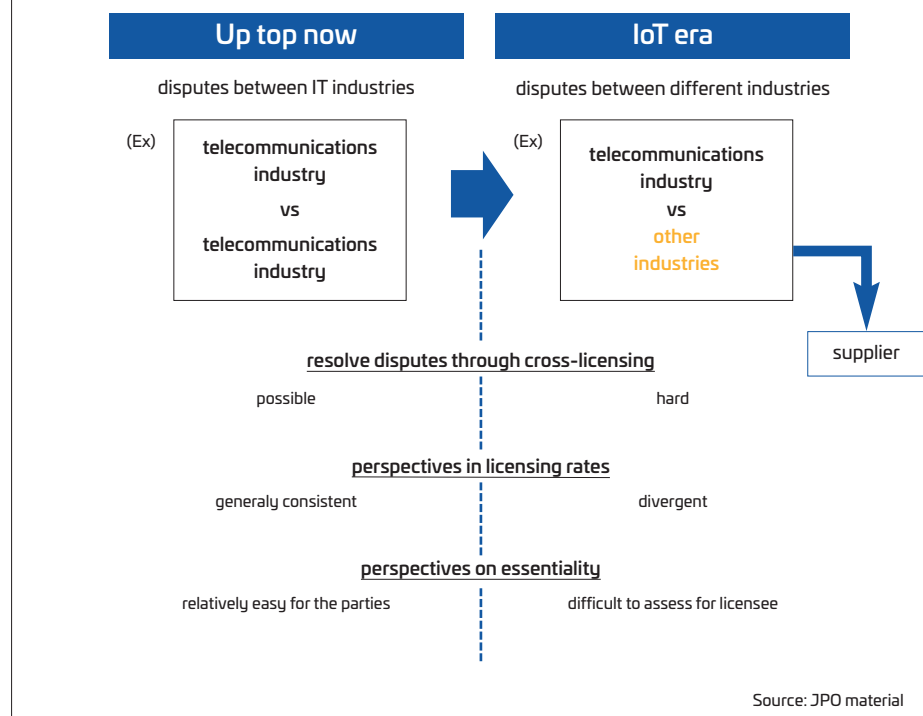 Up top now
IoT era
disputes between IT industries
disputes between different industries
(Ex)
telecommunications
industry
vs
telecommunications
industry
(Ex)
telecommunications
industry
vs
other
industries
supplier
resolve disputes through cross-licensing
possible
hard
perspectives in licensing rates
generaly consistent
divergent
perspectives on essentiality
relatively easy for the parties
difficult to assess for licensee
Source: JPO material